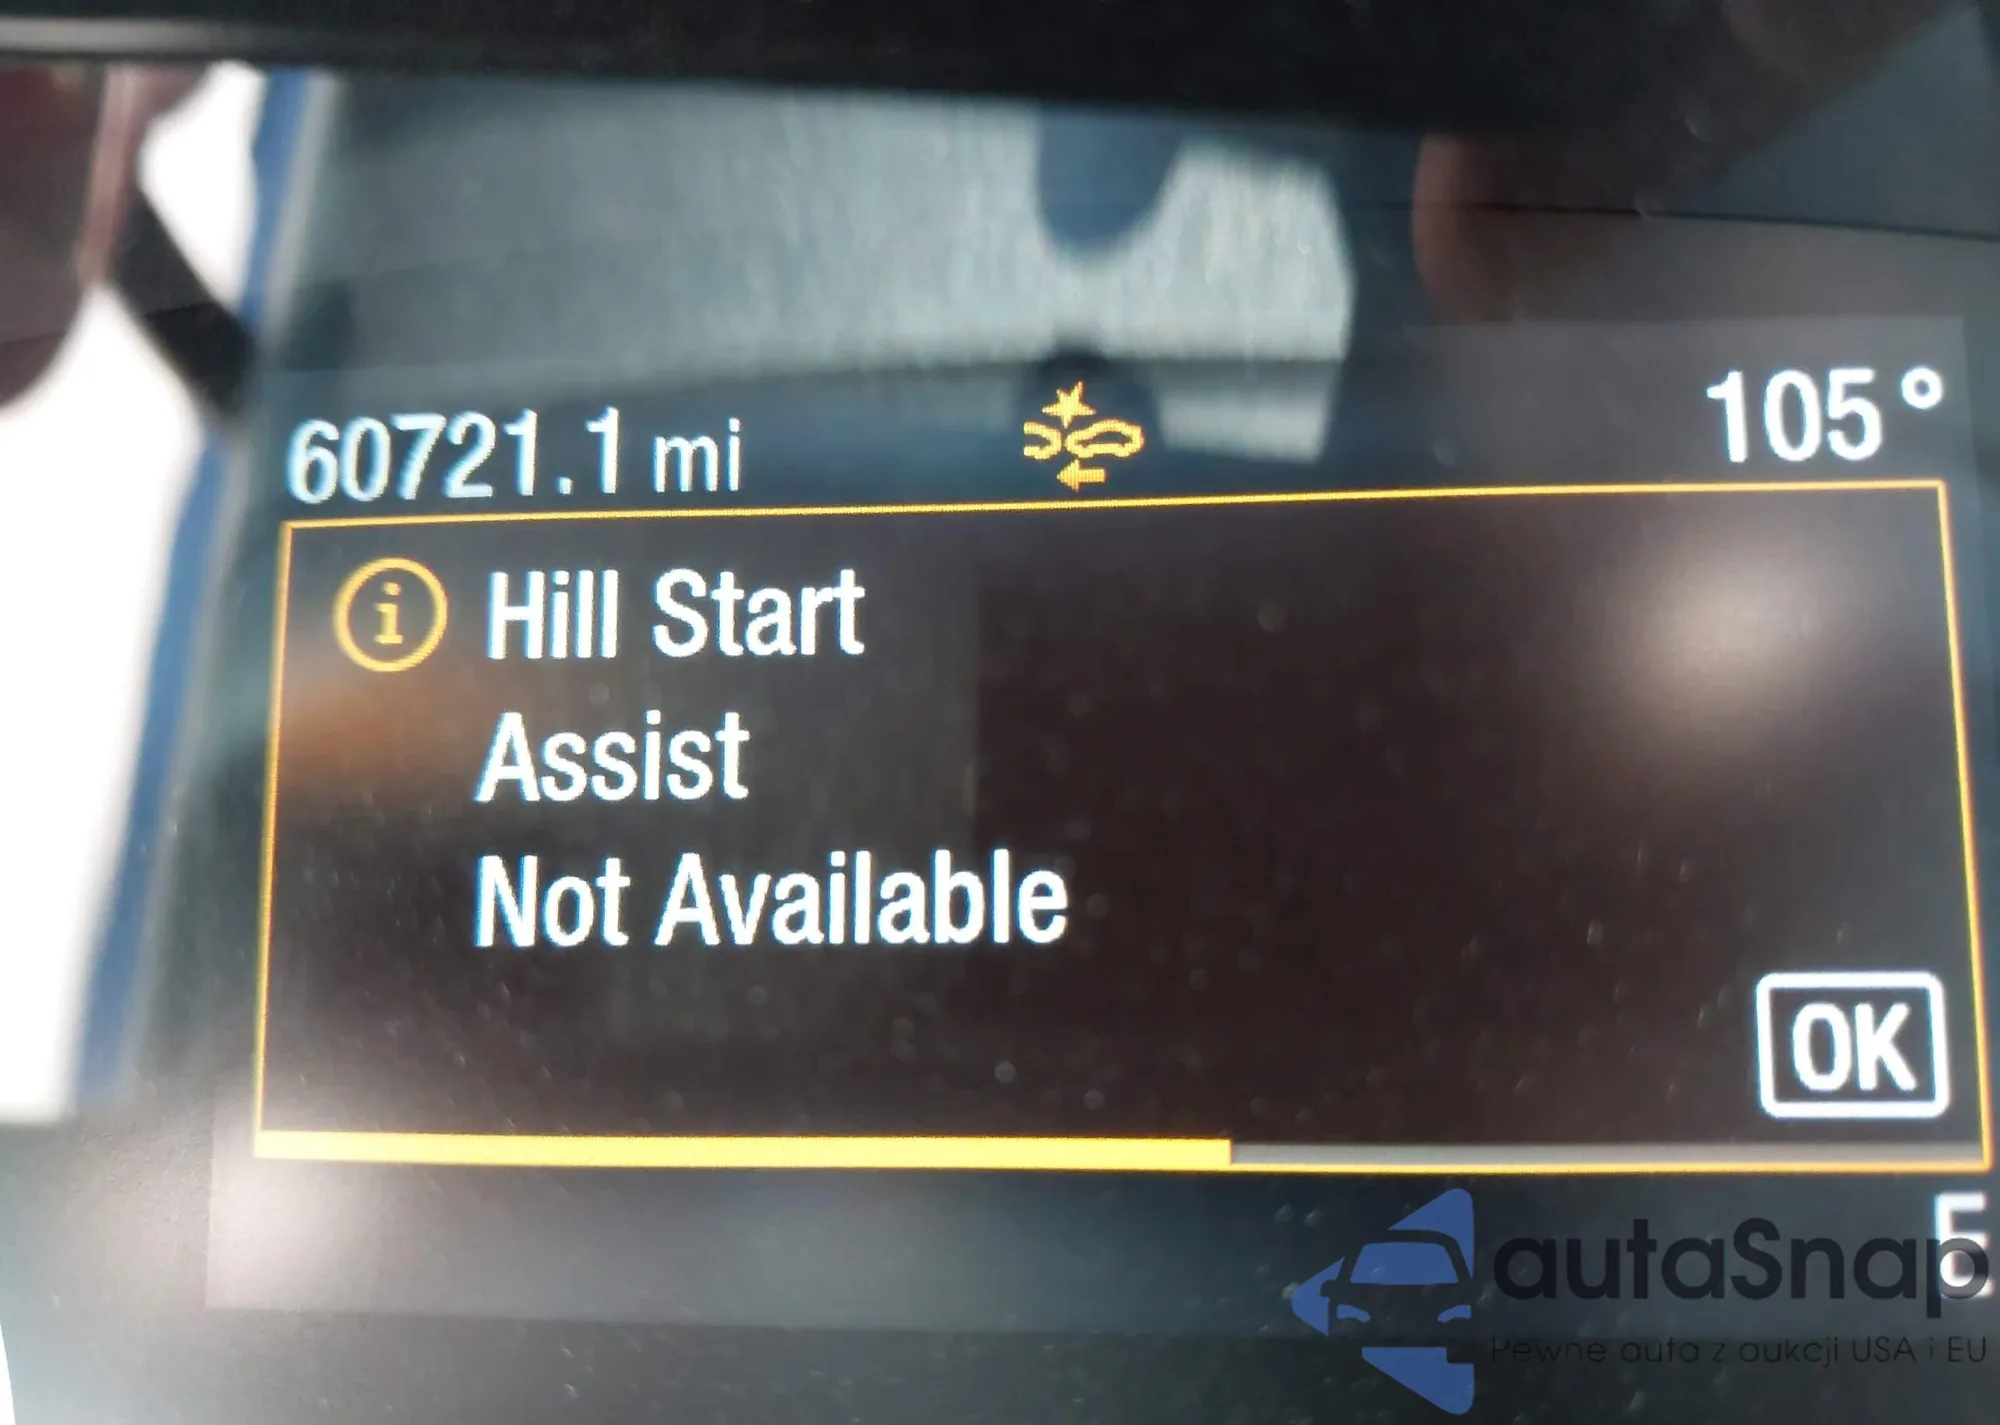 60721.1 mi
105°
i Hill Start
Assist
Not Available
OK
E
autaSnap
Pewne auta z aukcji USA i EU